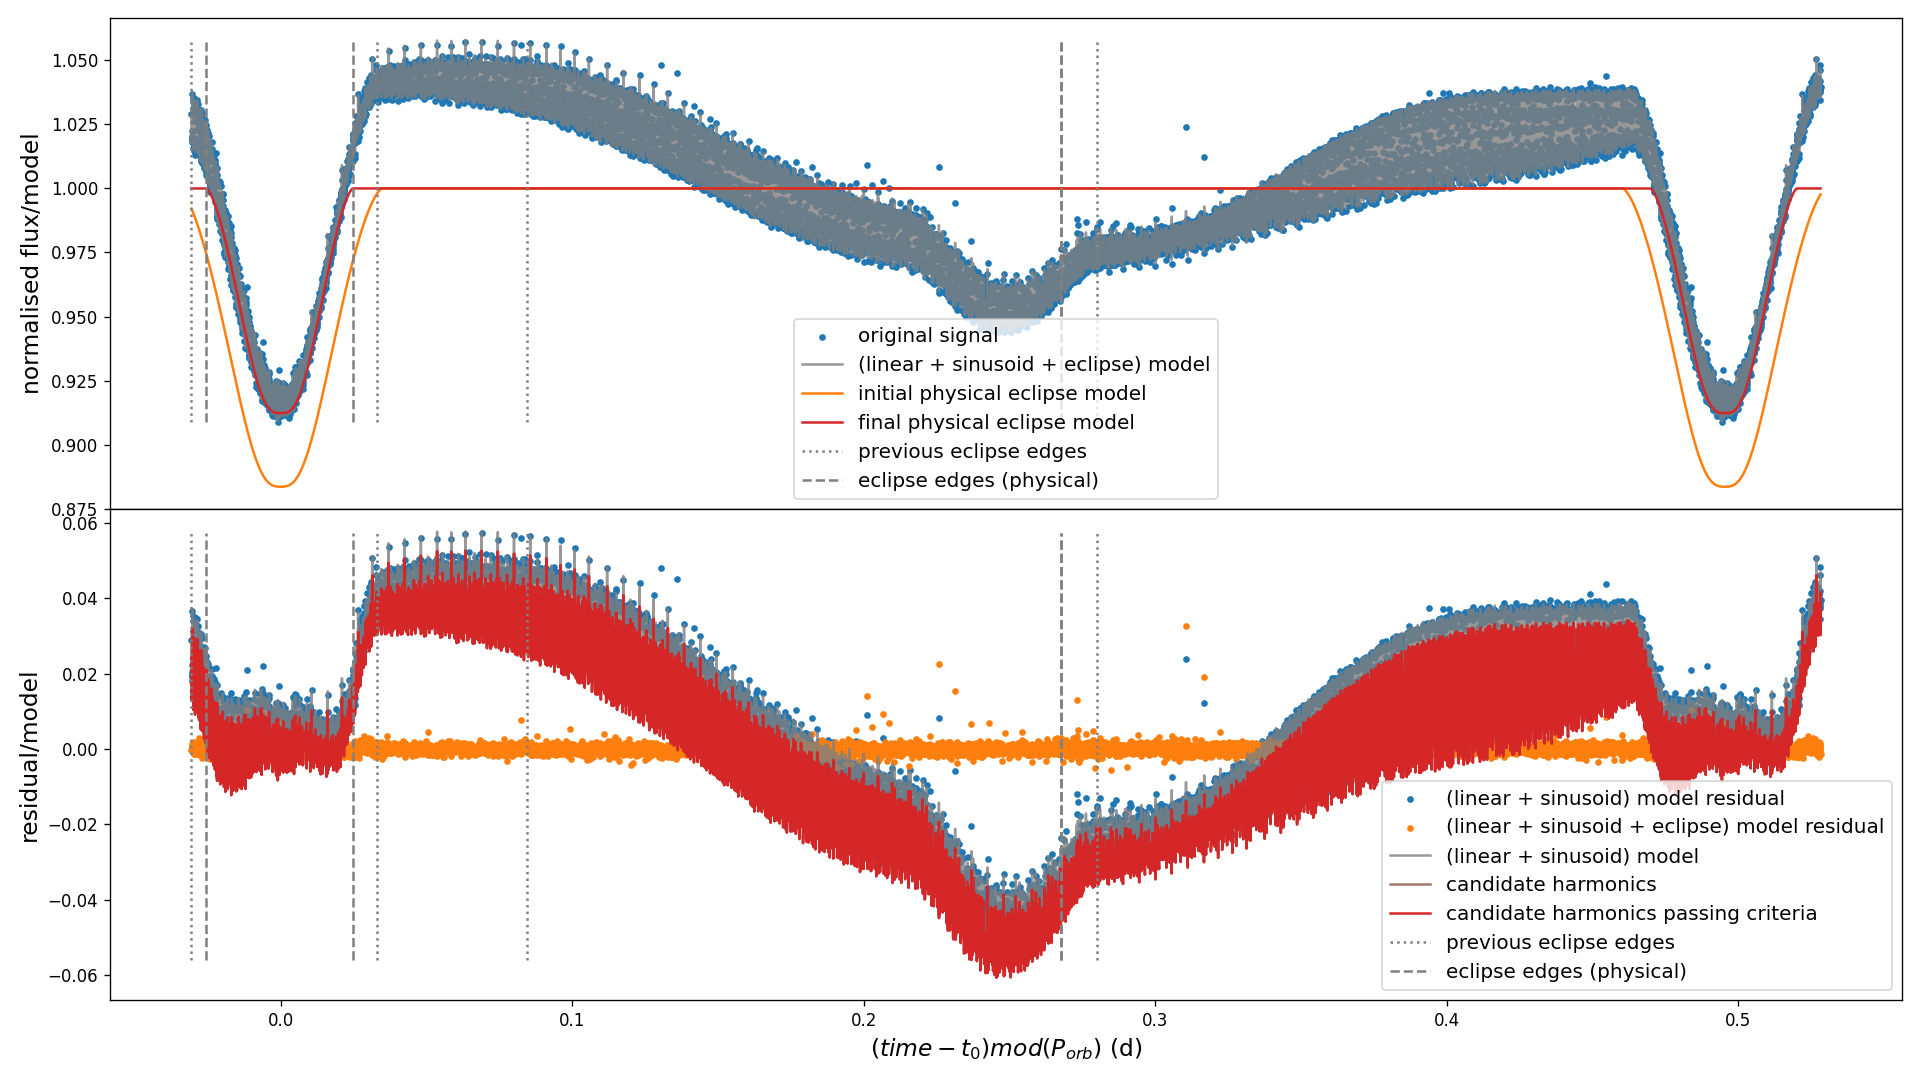 1.050
1.025
1.000
0.975
0.950
0.925
0.900
0.875
normalised flux/model
original signal
(linear + sinusoid + eclipse) model
initial physical eclipse model
final physical eclipse model
previous eclipse edges
eclipse edges (physical)
0.06
0.04
0.02
0.00
−0.02
−0.04
−0.06
residual/model
(linear + sinusoid) model residual
(linear + sinusoid + eclipse) model residual
(linear + sinusoid) model
candidate harmonics
candidate harmonics passing criteria
previous eclipse edges
eclipse edges (physical)
0.0 0.1 0.2 0.3 0.4 0.5
(time − t₀)mod(P_orb) (d)